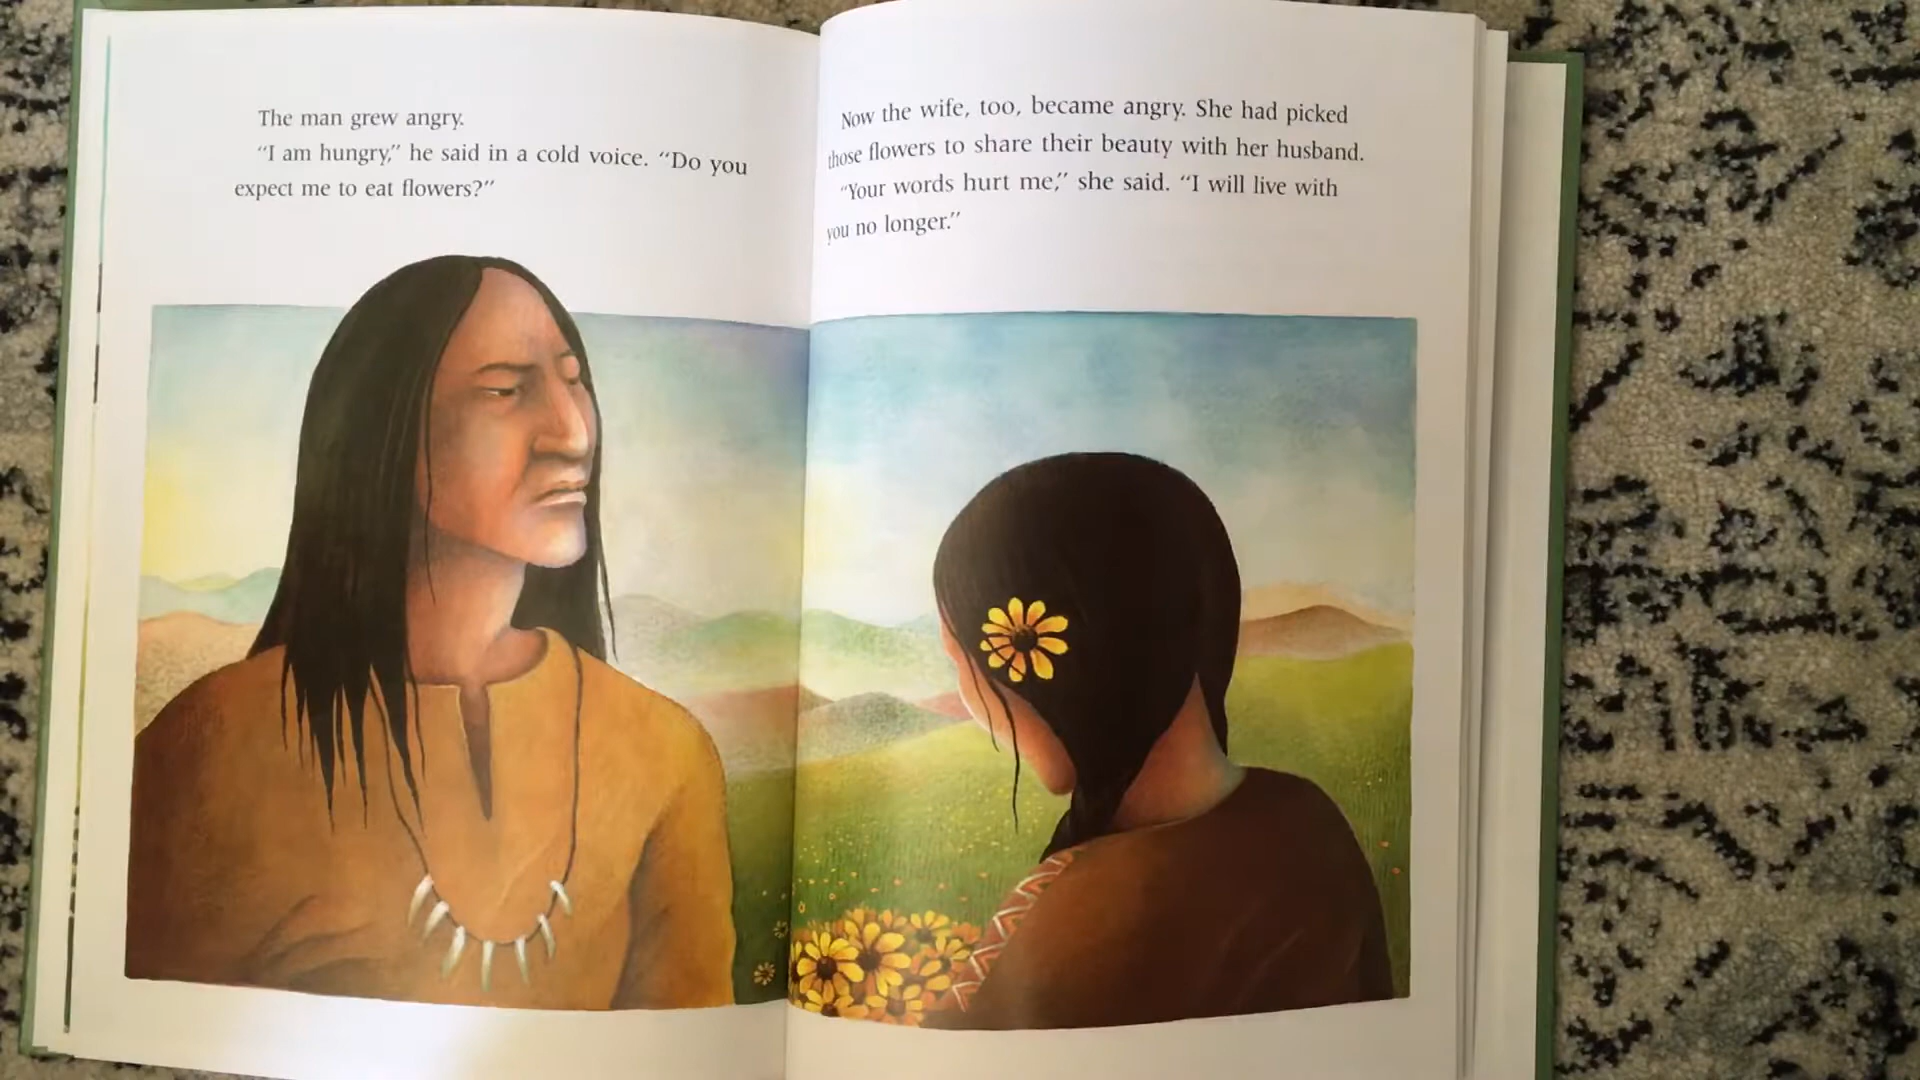 The man grew angry.
“I am hungry,” he said in a cold voice. “Do you
expect me to eat flowers?”
Now the wife, too, became angry. She had picked
those flowers to share their beauty with her husband.
“Your words hurt me,” she said. “I will live with
you no longer.”